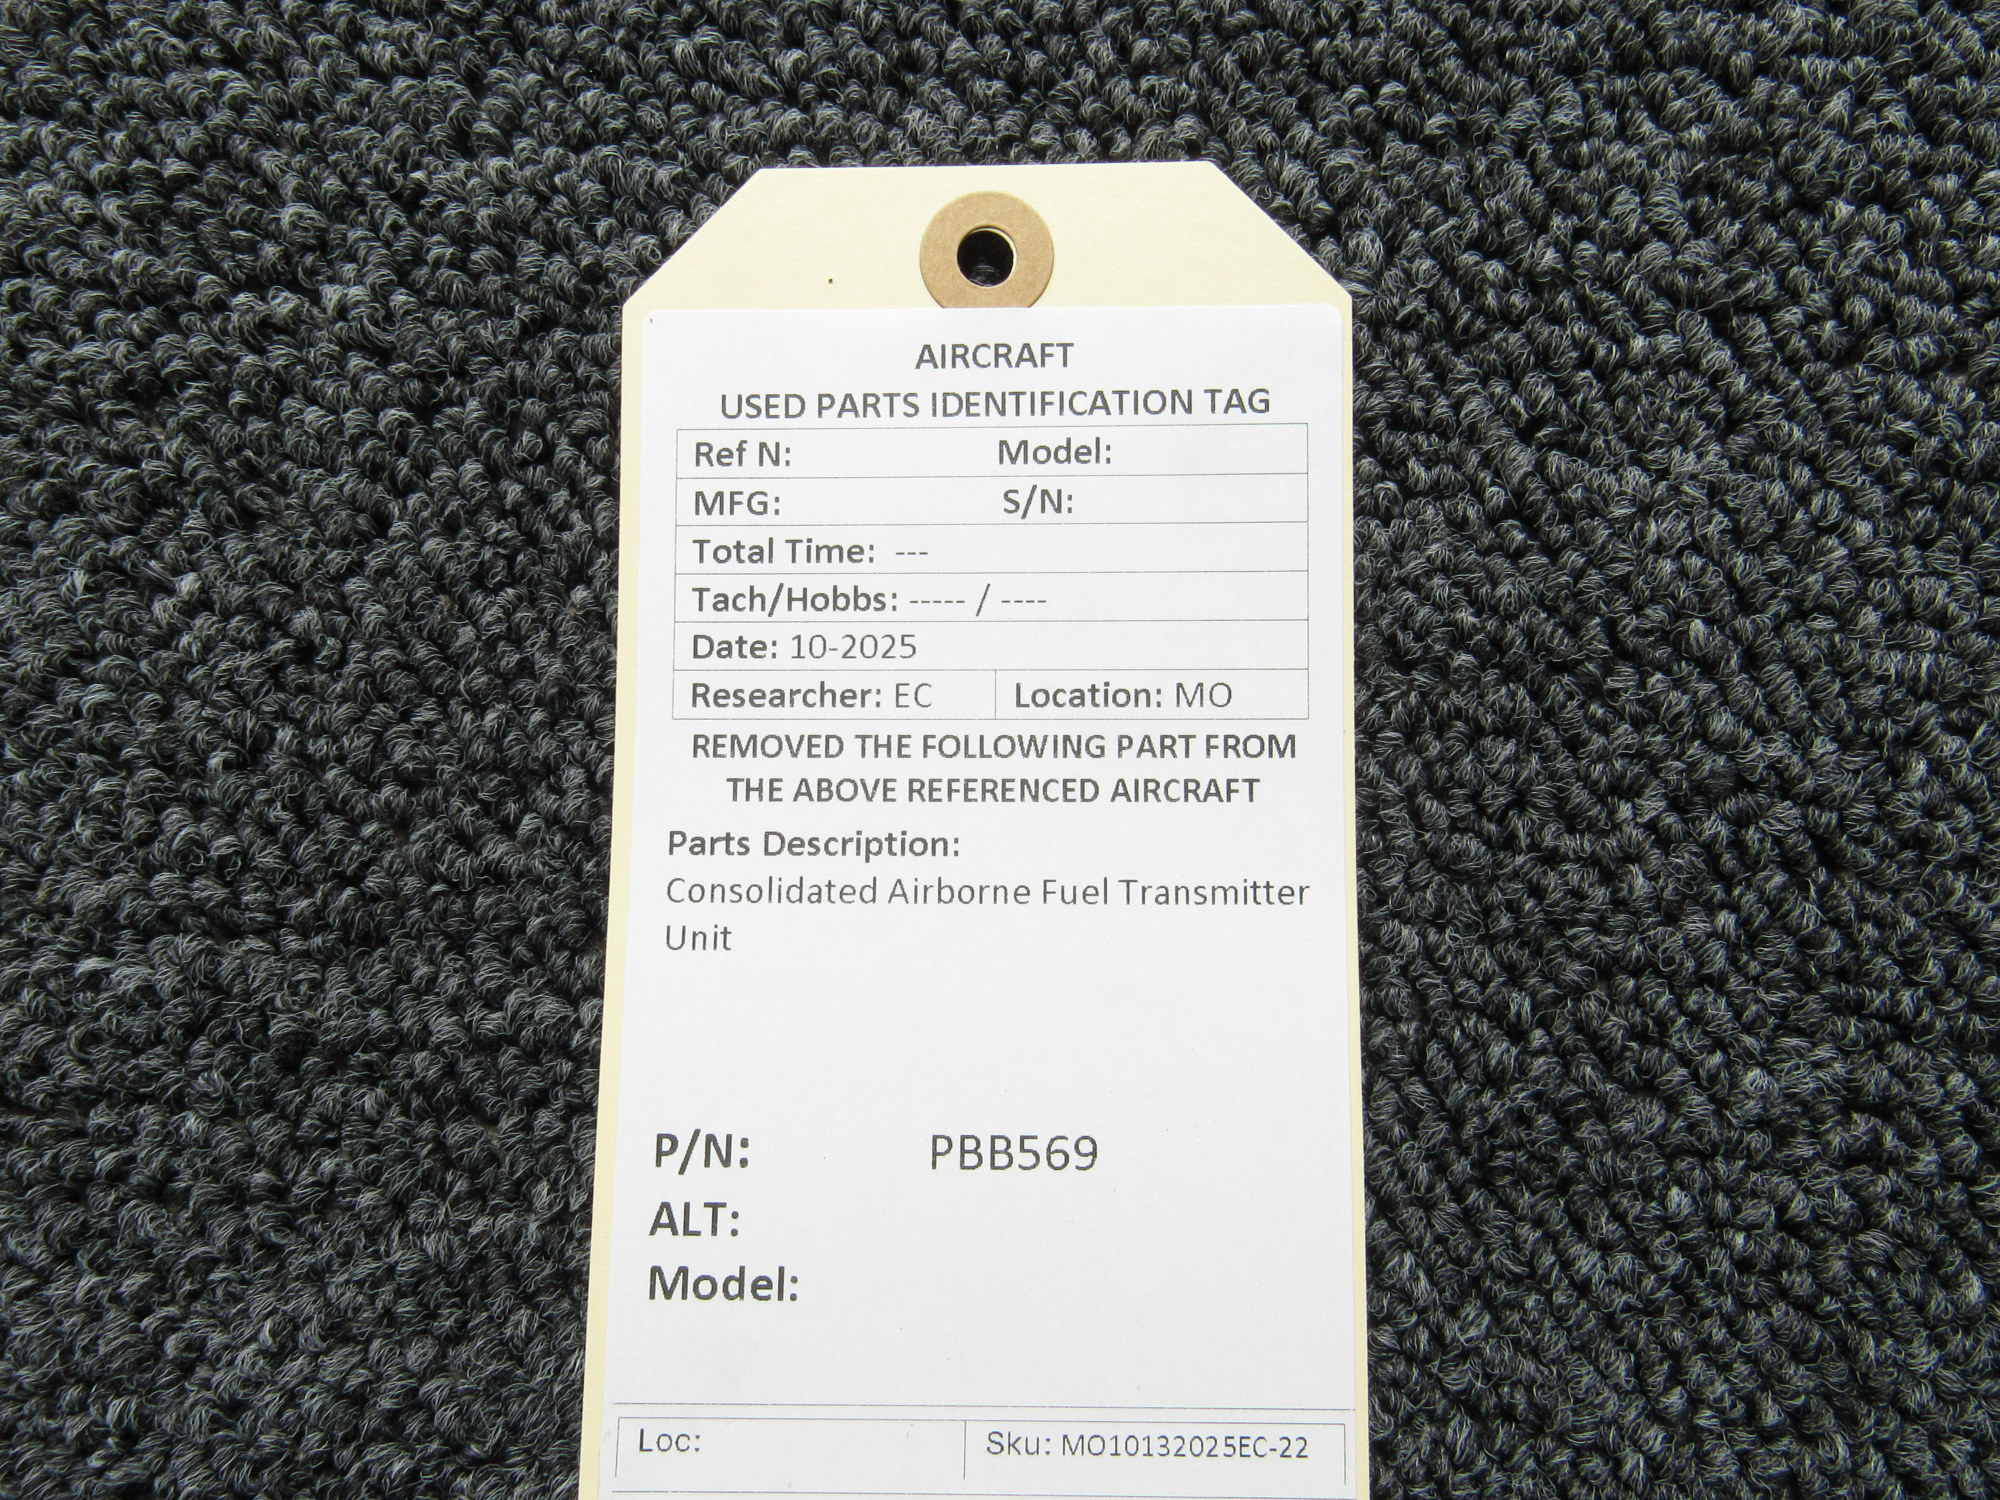 AIRCRAFT
USED PARTS IDENTIFICATION TAG
Ref N: Model:
MFG: S/N:
Total Time: ---
Tach/Hobbs: ----- / ----
Date: 10-2025
Researcher: EC Location: MO
REMOVED THE FOLLOWING PART FROM
THE ABOVE REFERENCED AIRCRAFT
Parts Description:
Consolidated Airborne Fuel Transmitter
Unit
P/N: PBB569
ALT:
Model:
Loc: Sku: MO10132025EC-22